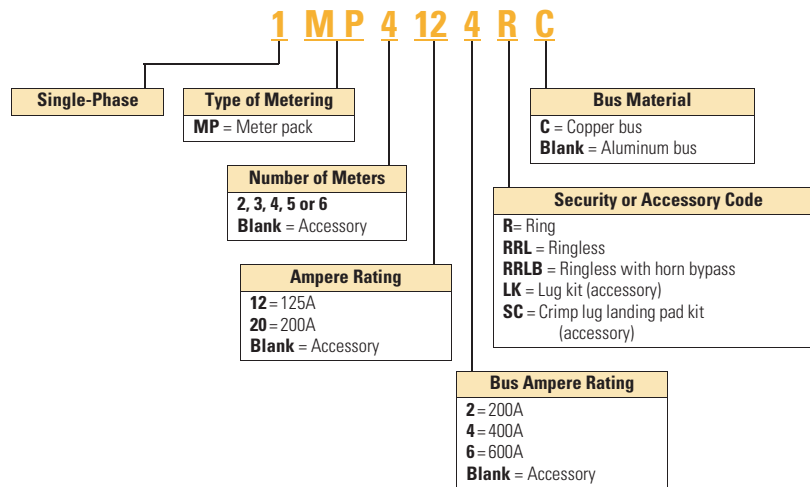 1 MP 4 12 4 R C
Single-Phase
Type of Metering
MP = Meter pack
Bus Material
C = Copper bus
Blank = Aluminum bus
Number of Meters
2, 3, 4, 5 or 6
Blank = Accessory
Security or Accessory Code
R= Ring
RRL = Ringless
RRLB = Ringless with horn bypass
LK = Lug kit (accessory)
SC = Crimp lug landing pad kit
(accessory)
Ampere Rating
12 = 125A
20 = 200A
Blank = Accessory
Bus Ampere Rating
2 = 200A
4 = 400A
6 = 600A
Blank = Accessory